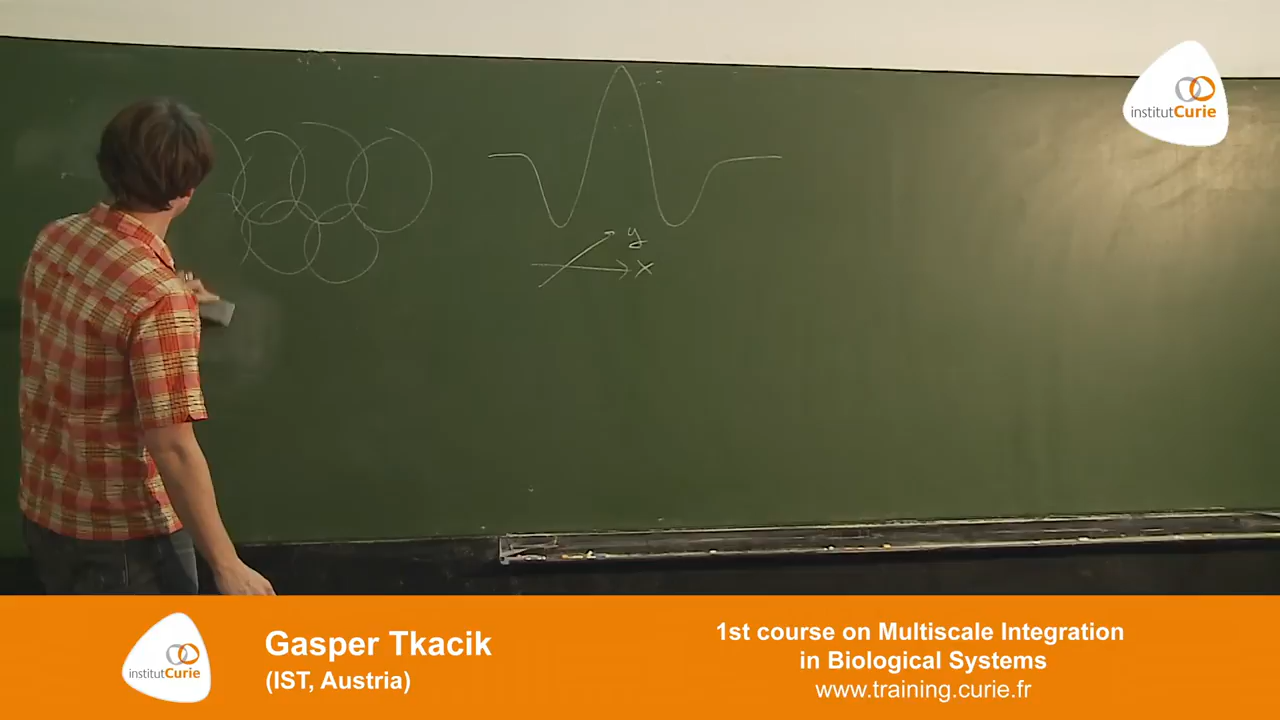 institutCurie
y
x
institutCurie
Gasper Tkacik
(IST, Austria)
1st course on Multiscale Integration
in Biological Systems
www.training.curie.fr